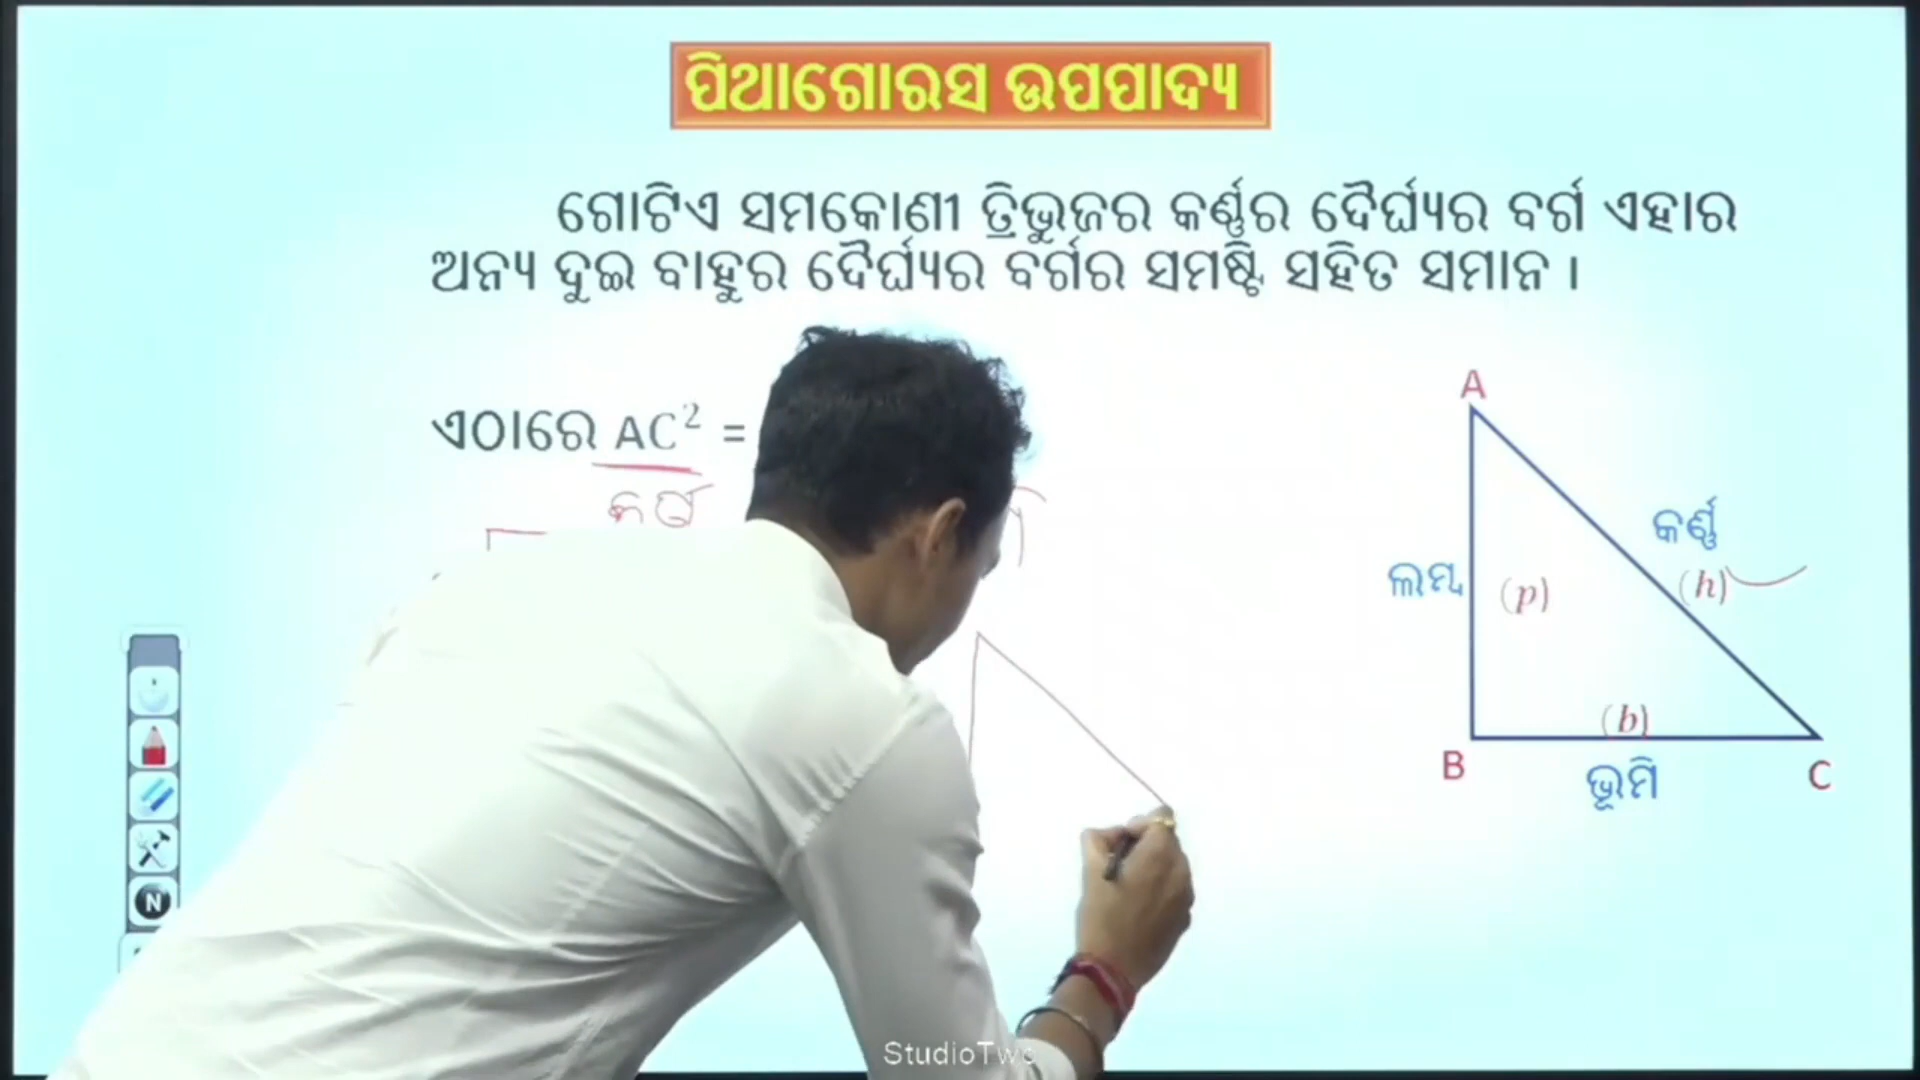 ପିଥାଗୋରସ ଉପପାଦ୍ୟ
ଗୋଟିଏ ସମକୋଣୀ ତ୍ରିଭୁଜର କର୍ଣ୍ଣର ଦୈର୍ଘ୍ୟର ବର୍ଗ ଏହାର
ଅନ୍ୟ ଦୁଇ ବାହୁର ଦୈର୍ଘ୍ୟର ବର୍ଗର ସମଷ୍ଟି ସହିତ ସମାନ ।
ଏଠାରେ AC² =
A
କର୍ଣ୍ଣ
ଲମ୍ବ (p) (h)
(b)
B C
ଭୂମି
N
StudioTwo